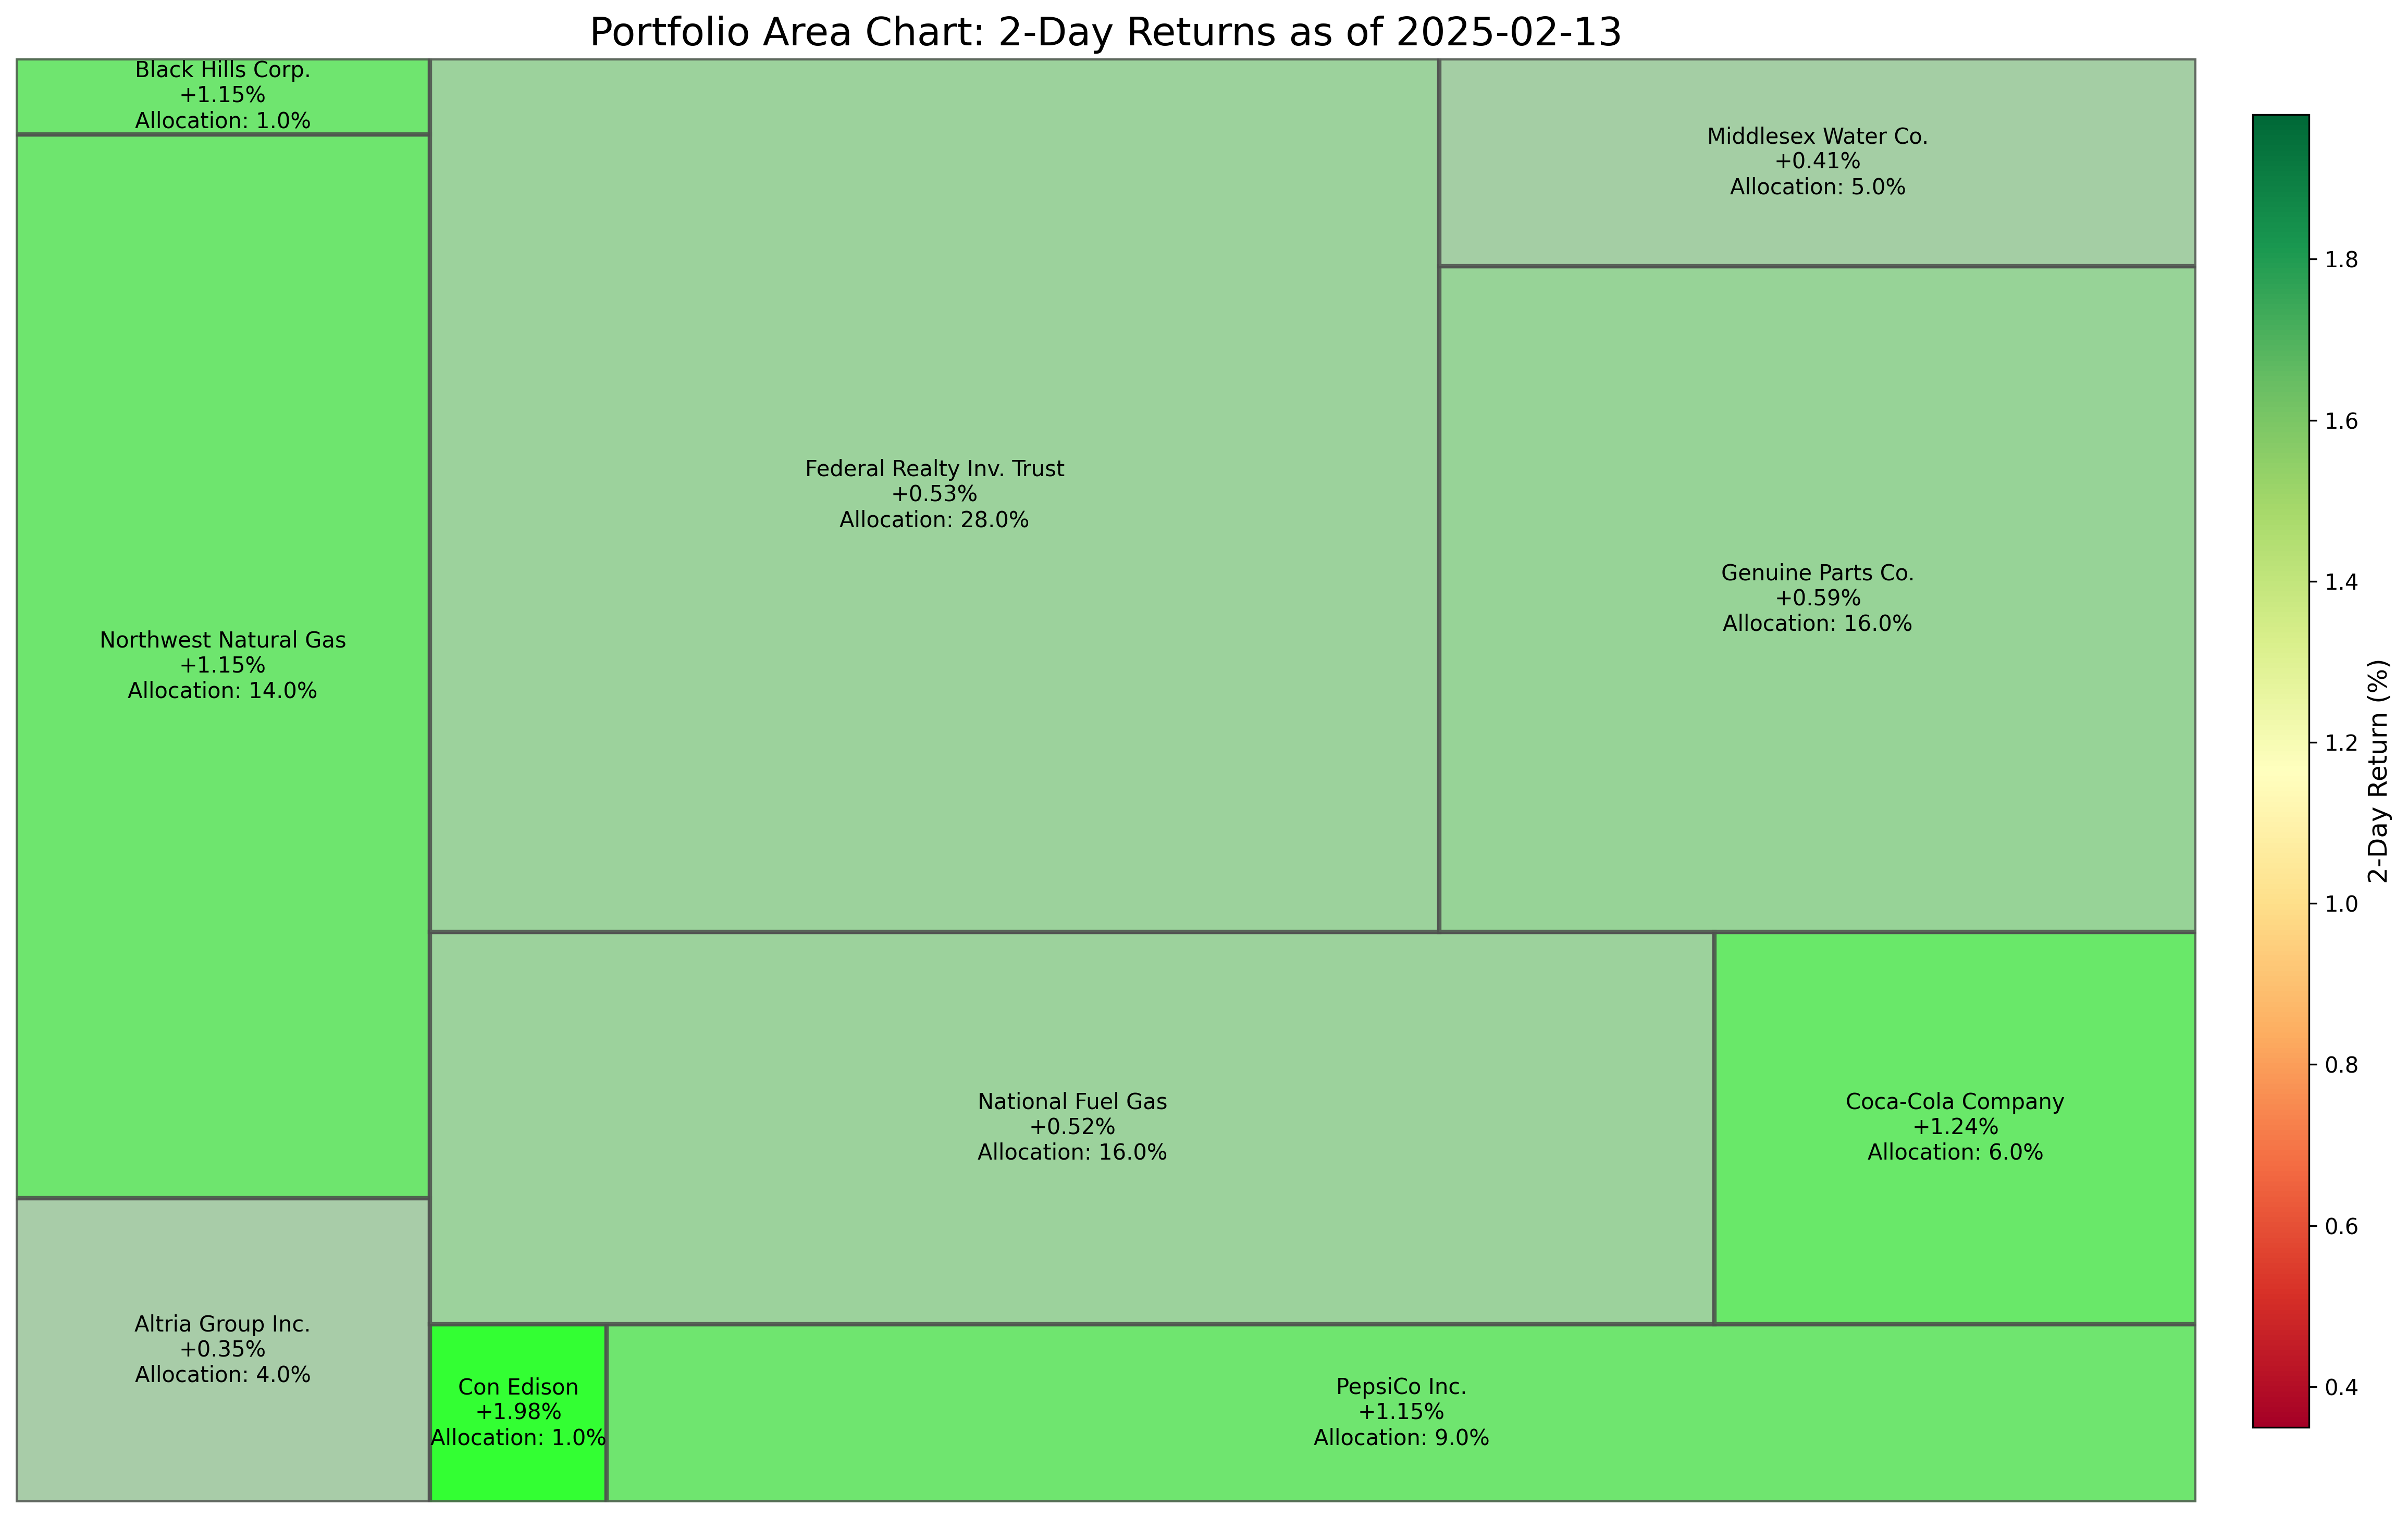 Portfolio Area Chart: 2-Day Returns as of 2025-02-13
Black Hills Corp.
+1.15%
Allocation: 1.0%
Northwest Natural Gas
+1.15%
Allocation: 14.0%
Altria Group Inc.
+0.35%
Allocation: 4.0%
Federal Realty Inv. Trust
+0.53%
Allocation: 28.0%
Middlesex Water Co.
+0.41%
Allocation: 5.0%
Genuine Parts Co.
+0.59%
Allocation: 16.0%
National Fuel Gas
+0.52%
Allocation: 16.0%
Coca-Cola Company
+1.24%
Allocation: 6.0%
Con Edison
+1.98%
Allocation: 1.0%
PepsiCo Inc.
+1.15%
Allocation: 9.0%
1.8
1.6
1.4
1.2
1.0
0.8
0.6
0.4
2-Day Return (%)